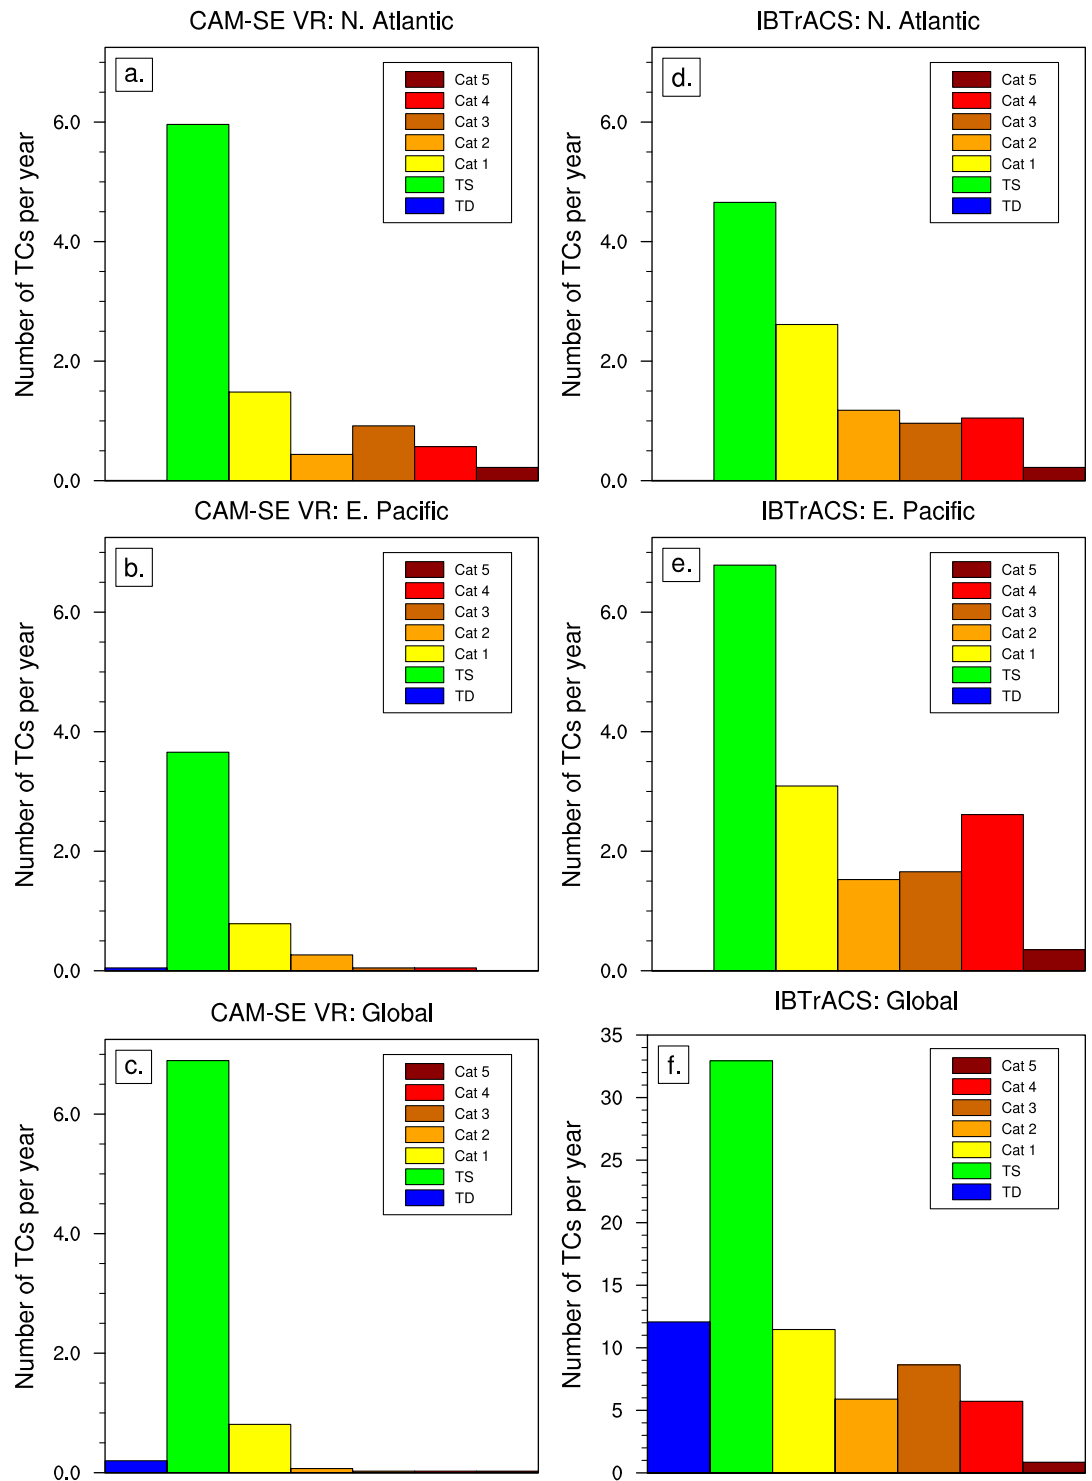 CAM-SE VR: N. Atlantic
a.
Number of TCs per year
6.0
4.0
2.0
0.0
Cat 5
Cat 4
Cat 3
Cat 2
Cat 1
TS
TD
IBTrACS: N. Atlantic
d.
Number of TCs per year
6.0
4.0
2.0
0.0
Cat 5
Cat 4
Cat 3
Cat 2
Cat 1
TS
TD
CAM-SE VR: E. Pacific
b.
Number of TCs per year
6.0
4.0
2.0
0.0
Cat 5
Cat 4
Cat 3
Cat 2
Cat 1
TS
TD
IBTrACS: E. Pacific
e.
Number of TCs per year
6.0
4.0
2.0
0.0
Cat 5
Cat 4
Cat 3
Cat 2
Cat 1
TS
TD
CAM-SE VR: Global
c.
Number of TCs per year
6.0
4.0
2.0
0.0
Cat 5
Cat 4
Cat 3
Cat 2
Cat 1
TS
TD
IBTrACS: Global
f.
Number of TCs per year
35
30
25
20
15
10
5
0
Cat 5
Cat 4
Cat 3
Cat 2
Cat 1
TS
TD